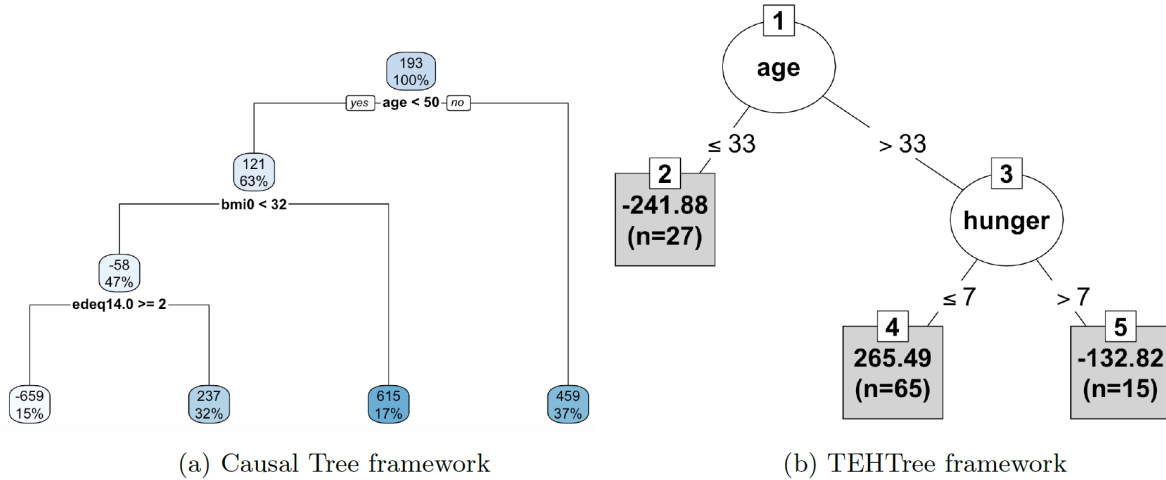 193
100%
yes age < 50 no
121
63%
bmi0 < 32
-58
47%
edeq14.0 >= 2
-659
15%
237
32%
615
17%
459
37%
(a) Causal Tree framework
1
age
≤ 33
> 33
2
-241.88
(n=27)
3
hunger
≤ 7
> 7
4
265.49
(n=65)
5
-132.82
(n=15)
(b) TEHTree framework